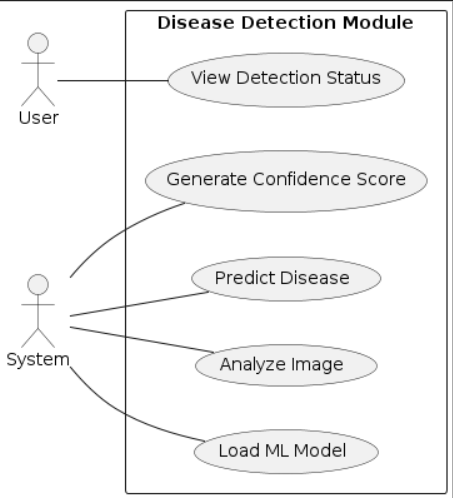 Disease Detection Module
View Detection Status
User
Generate Confidence Score
Predict Disease
System
Analyze Image
Load ML Model